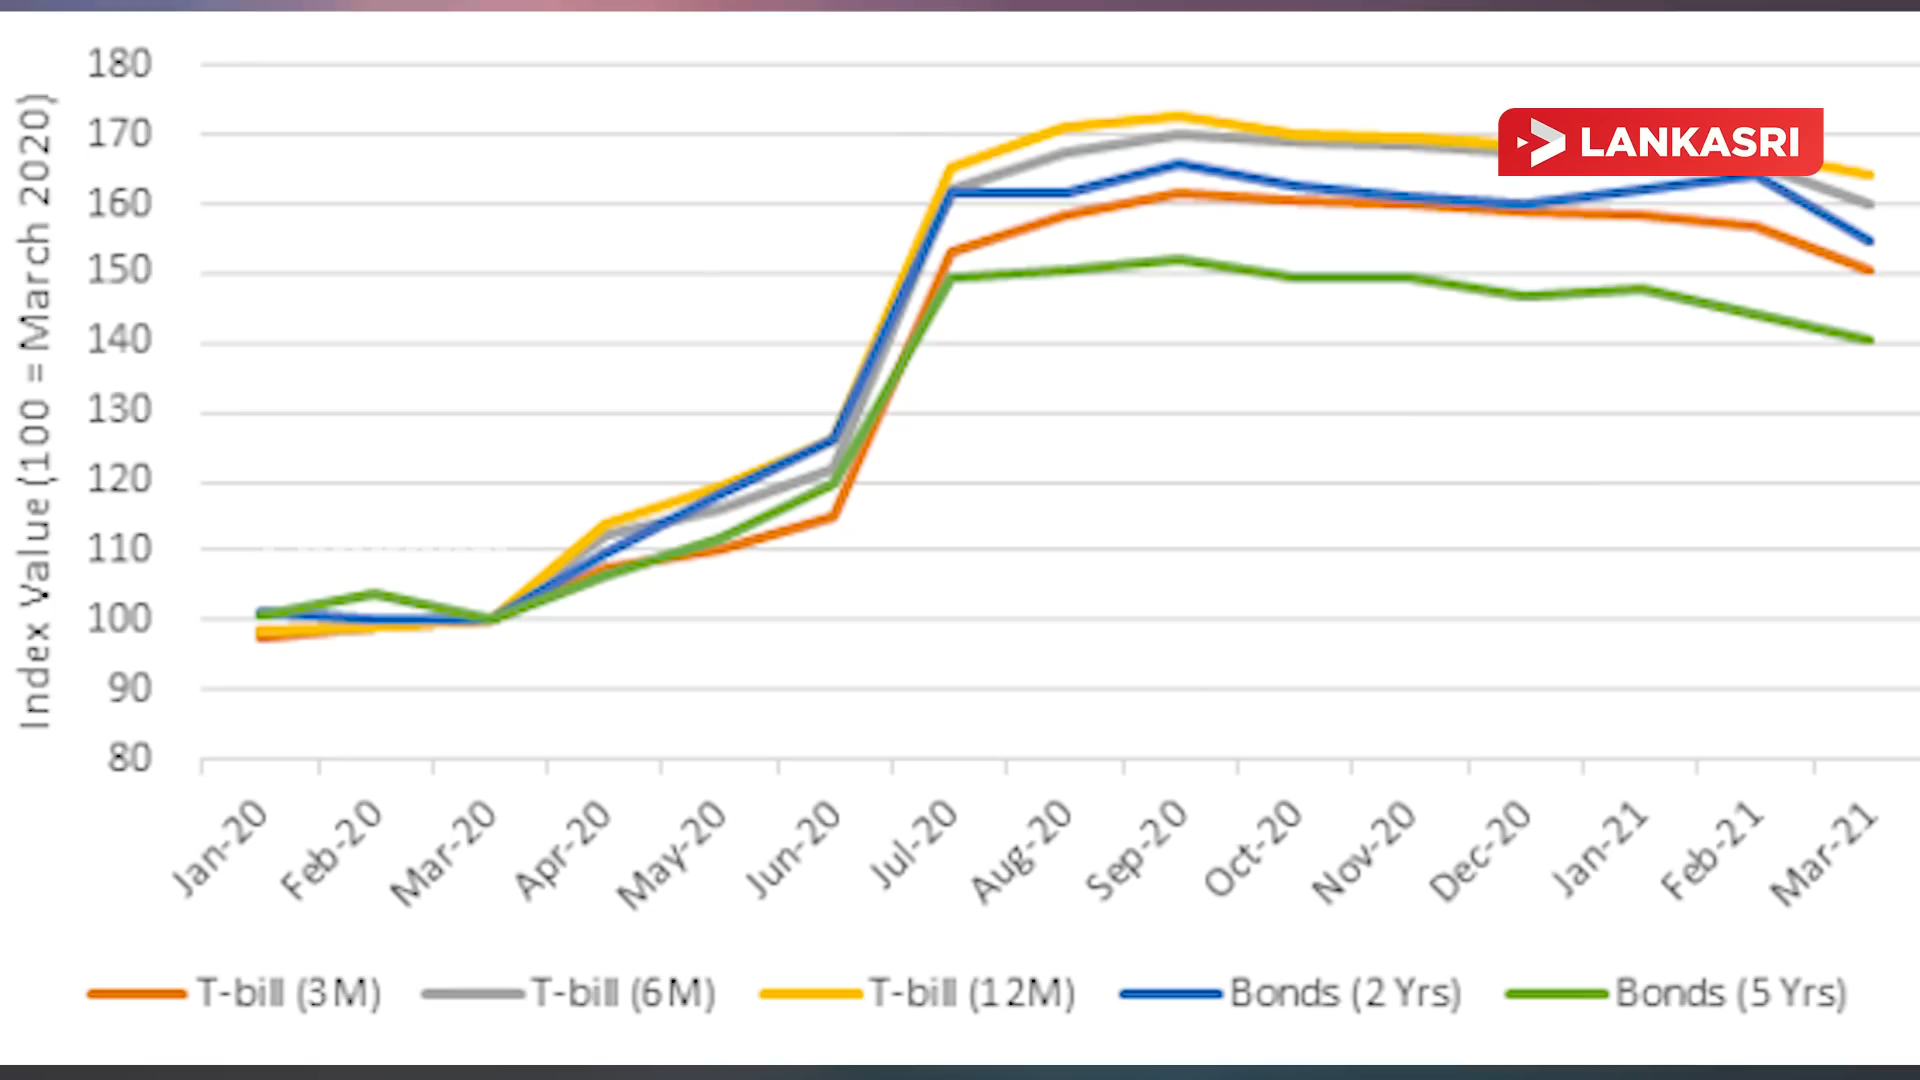 180
170
160
150
140
130
120
110
100
90
80
Index Value (100 = March 2020)
LANKASRI
Jan-20
Feb-20
Mar-20
Apr-20
May-20
Jun-20
Jul-20
Aug-20
Sep-20
Oct-20
Nov-20
Dec-20
Jan-21
Feb-21
Mar-21
T-bill (3M) T-bill (6M) T-bill (12M) Bonds (2 Yrs) Bonds (5 Yrs)